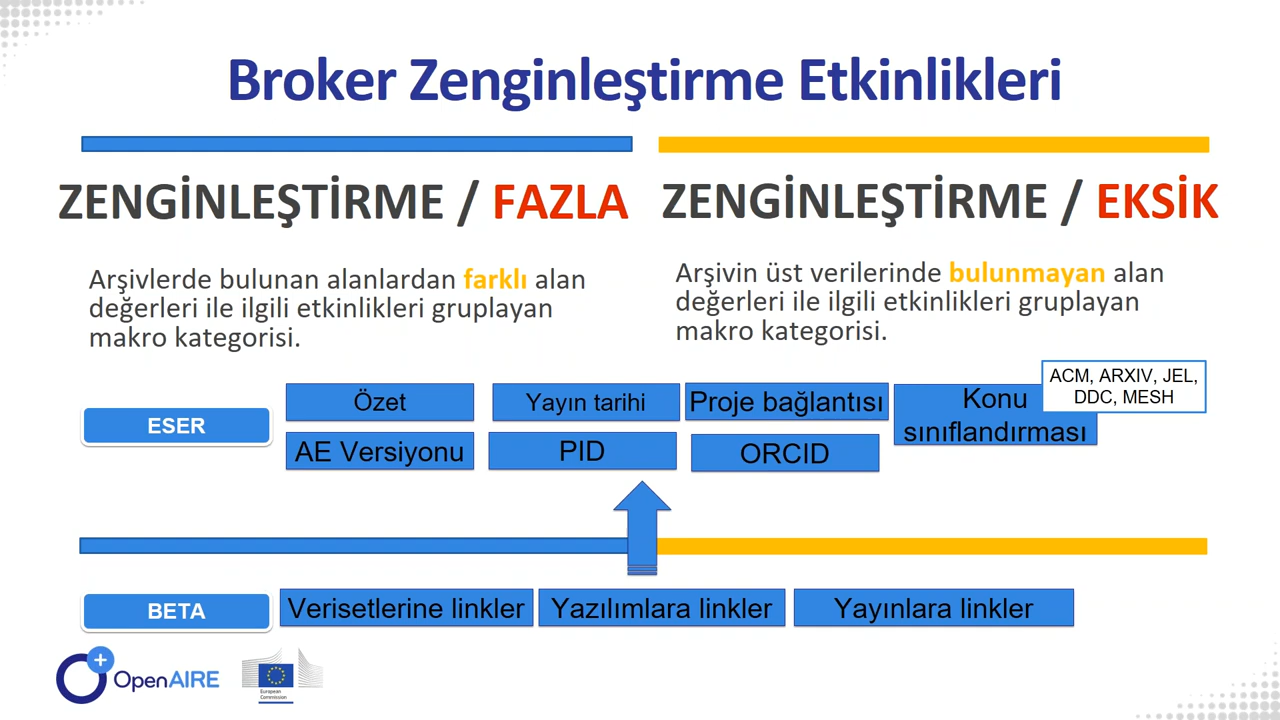 Broker Zenginleştirme Etkinlikleri
ZENGİNLEŞTİRME / FAZLA
Arşivlerde bulunan alanlardan farklı alan
değerleri ile ilgili etkinlikleri gruplayan
makro kategorisi.
ZENGİNLEŞTİRME / EKSİK
Arşivin üst verilerinde bulunmayan alan
değerleri ile ilgili etkinlikleri gruplayan
makro kategorisi.
ESER
Özet
Yayın tarihi
Proje bağlantısı
Konu
sınıflandırması
ACM, ARXIV, JEL,
DDC, MESH
AE Versiyonu
PID
ORCID
BETA
Verisetlerine linkler
Yazılımlara linkler
Yayınlara linkler
OpenAIRE
European
Commission